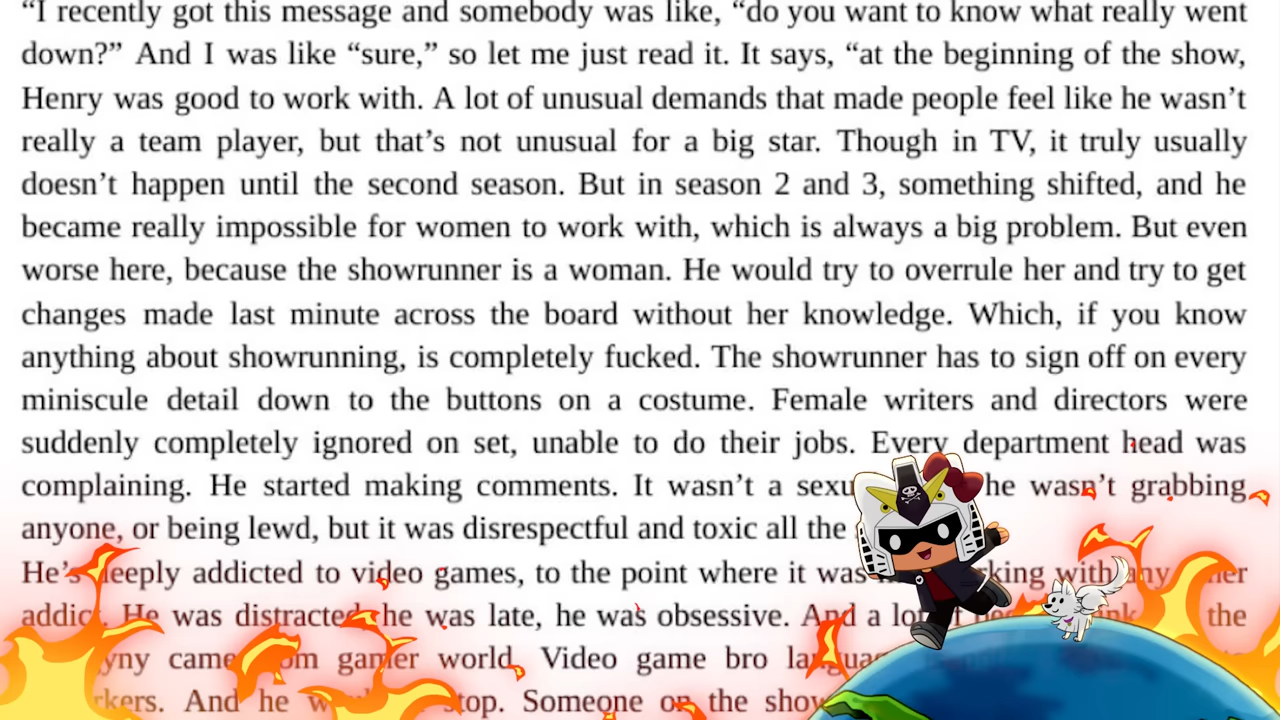 “I recently got this message and somebody was like, “do you want to know what really went
down?” And I was like “sure,” so let me just read it. It says, “at the beginning of the show,
Henry was good to work with. A lot of unusual demands that made people feel like he wasn’t
really a team player, but that’s not unusual for a big star. Though in TV, it truly usually
doesn’t happen until the second season. But in season 2 and 3, something shifted, and he
became really impossible for women to work with, which is always a big problem. But even
worse here, because the showrunner is a woman. He would try to overrule her and try to get
changes made last minute across the board without her knowledge. Which, if you know
anything about showrunning, is completely fucked. The showrunner has to sign off on every
miniscule detail down to the buttons on a costume. Female writers and directors were
suddenly completely ignored on set, unable to do their jobs. Every department head was
complaining. He started making comments. It wasn’t a he wasn’t grabbing
anyone, or being lewd, but it was disrespectful and toxic all the
He’s deeply addicted to video games, to the point where it was with any
addict. He was distracted, he was late, he was obsessive. And a lot the
came from gamer world. Video game bro
And he stop. Someone on the show